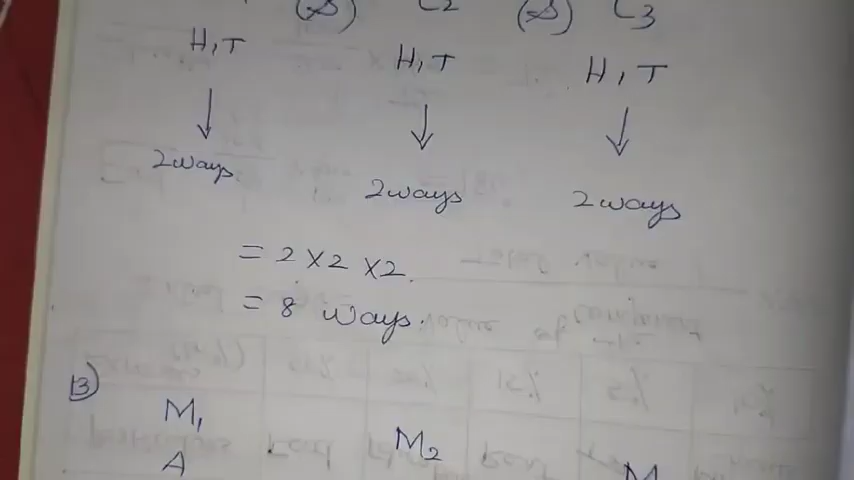 (S) C2 (S) C3
H,T H,T H,T
2ways 2ways 2ways
= 2 × 2 × 2.
= 8 ways.
13)
M1 M2 M
A